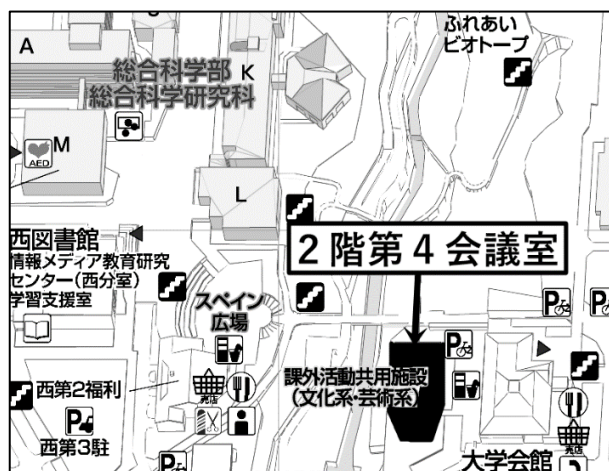 ふれあい
ビオトープ
A
K
総合科学部
総合科学研究科
M
AED
L
2階第4会議室
西図書館
情報メディア教育研究
センター(西分室)
学習支援室
スペイン
広場
P
P
P
課外活動共用施設
(文化系・芸術系)
西第2福利
売店
P
西第3駐
売店
大学会館
P